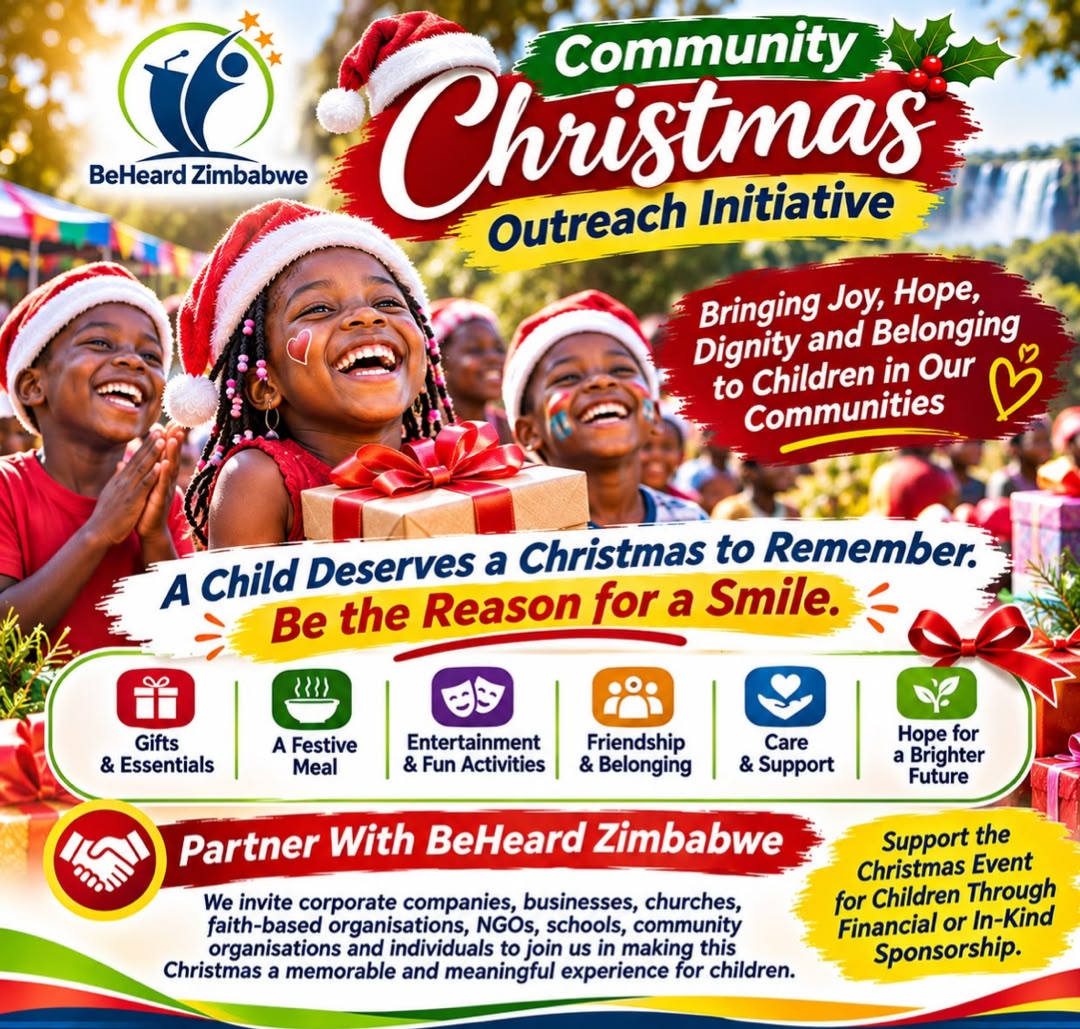 BeHeard Zimbabwe
Community
Christmas
Outreach Initiative
Bringing Joy, Hope,
Dignity and Belonging
to Children in Our
Communities
A Child Deserves a Christmas to Remember.
Be the Reason for a Smile.
Gifts
& Essentials
A Festive
Meal
Entertainment
& Fun Activities
Friendship
& Belonging
Care
& Support
Hope for
a Brighter
Future
Partner With BeHeard Zimbabwe
We invite corporate companies, businesses, churches,
faith-based organisations, NGOs, schools, community
organisations and individuals to join us in making this
Christmas a memorable and meaningful experience for children.
Support the
Christmas Event
for Children Through
Financial or In-Kind
Sponsorship.